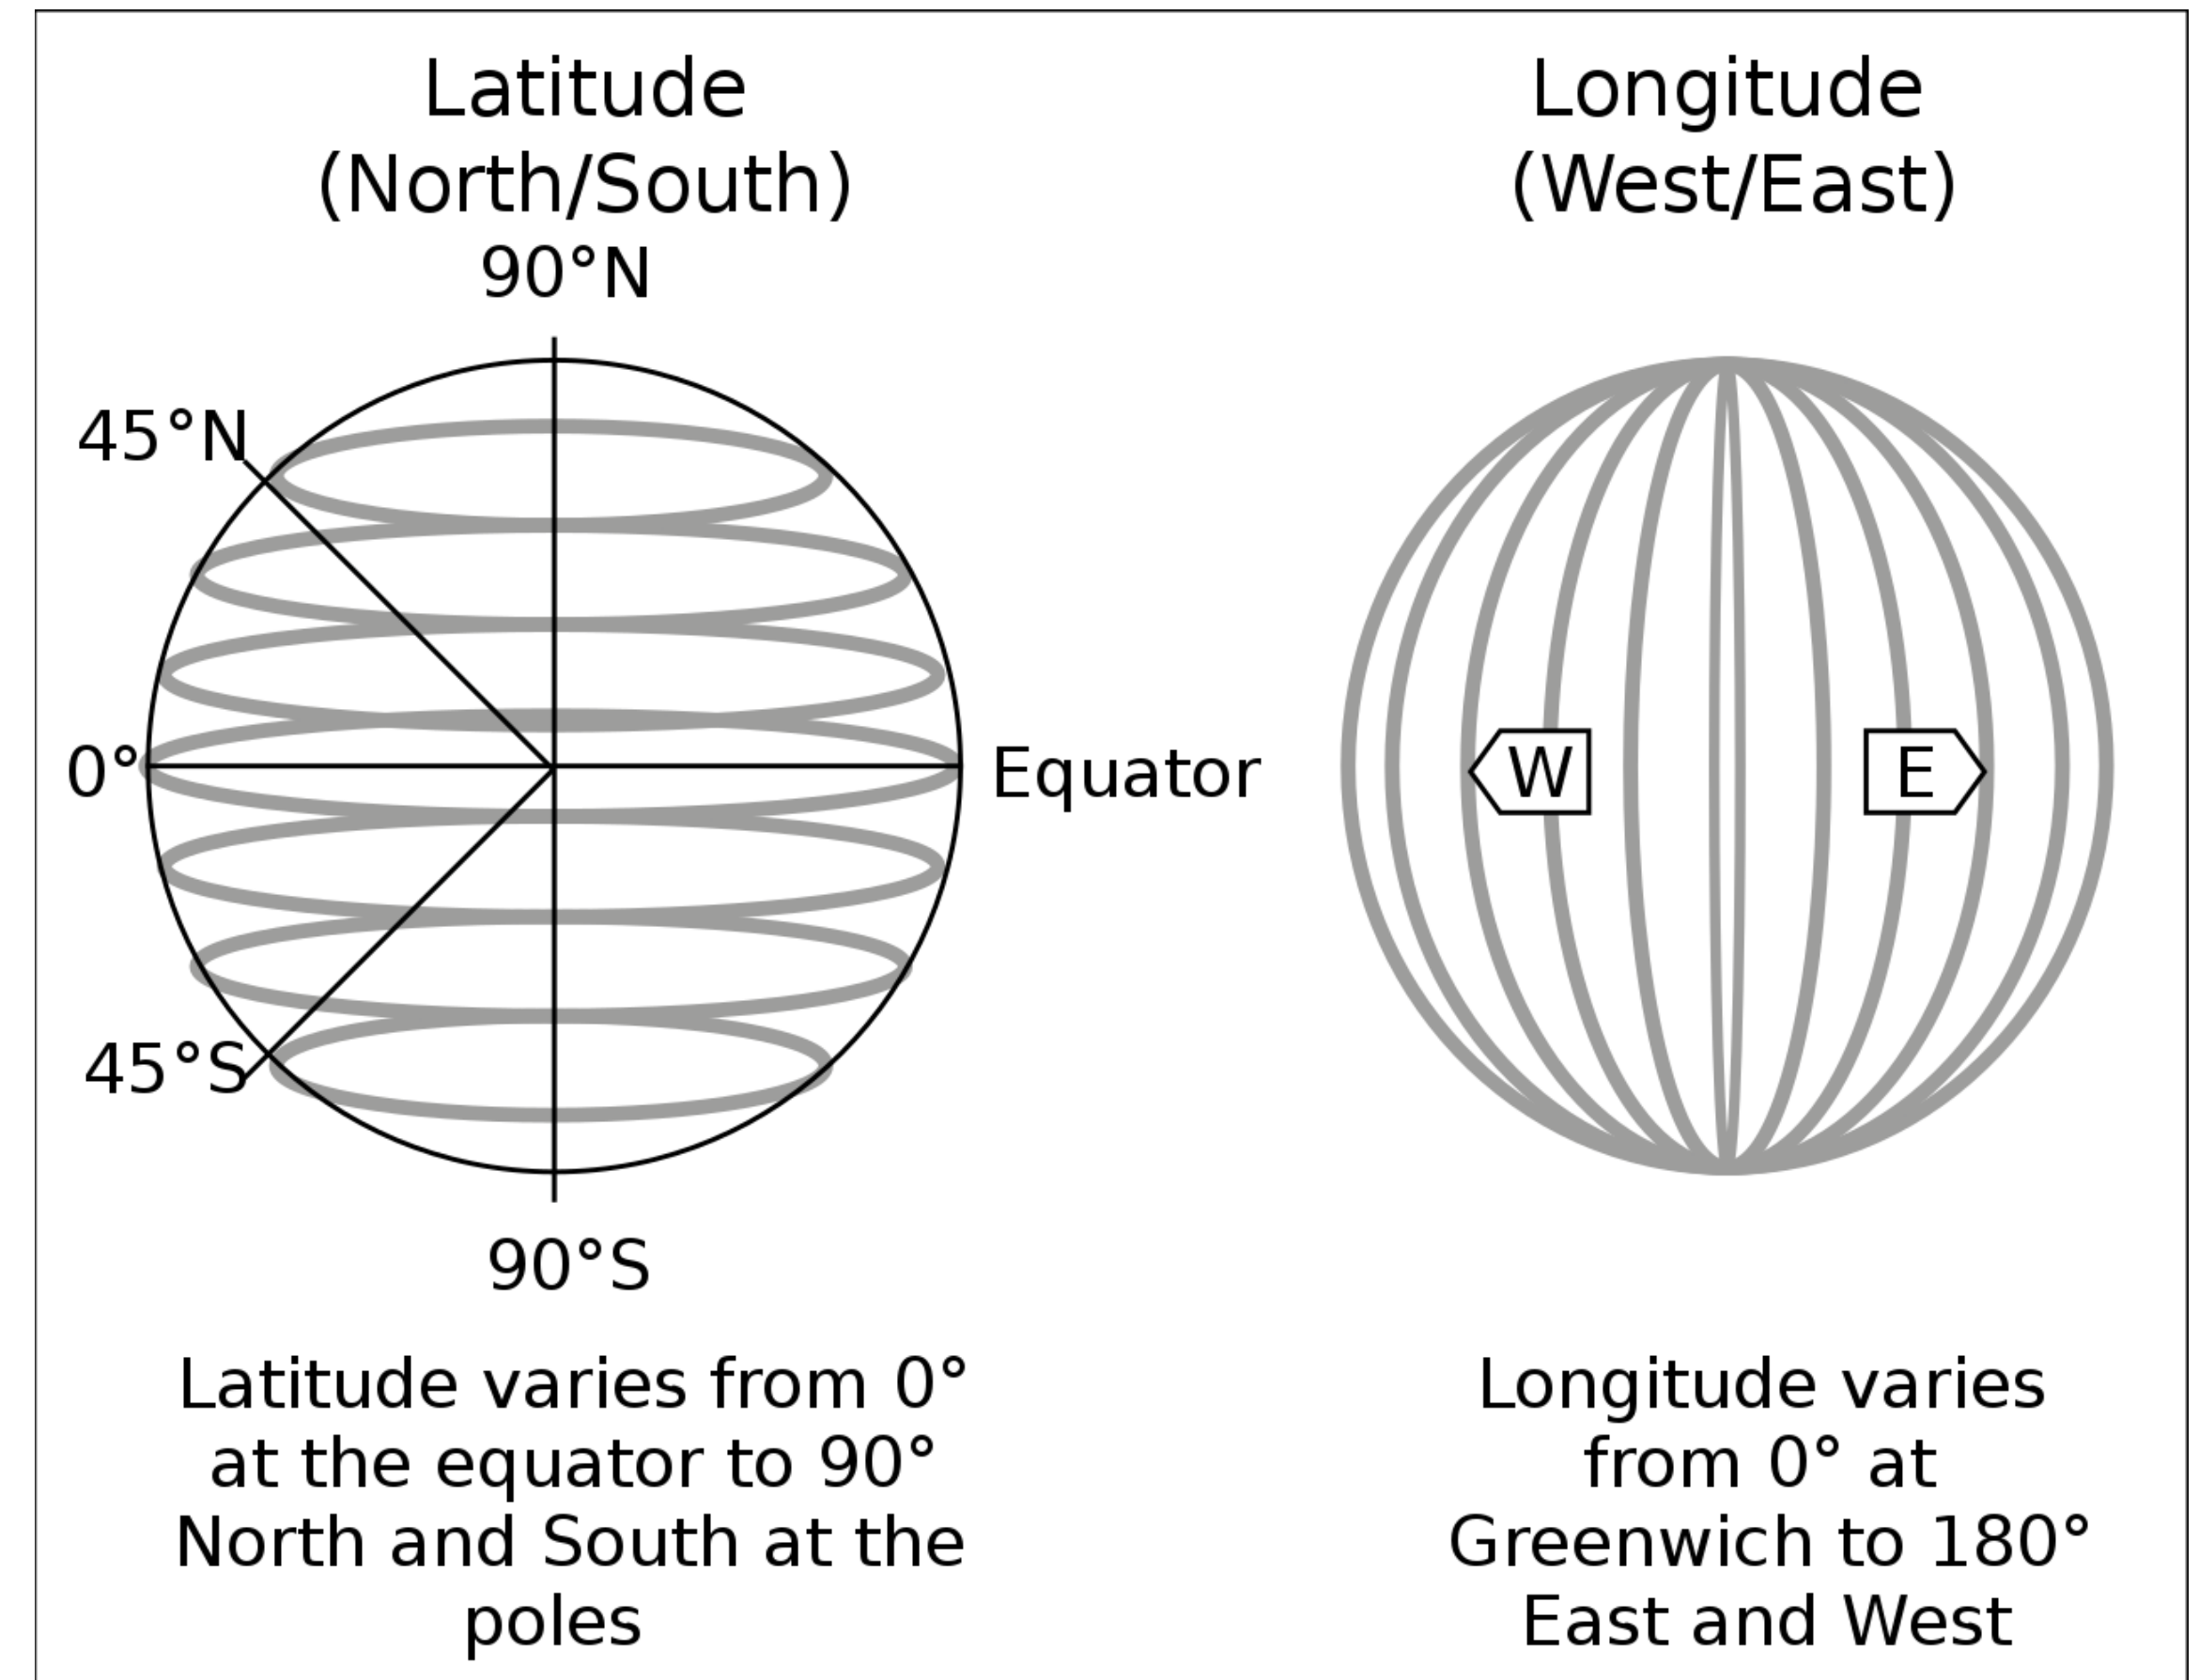 Latitude
(North/South)
90°N
45°N
0°
Equator
45°S
90°S
Latitude varies from 0°
at the equator to 90°
North and South at the
poles
Longitude
(West/East)
W
E
Longitude varies
from 0° at
Greenwich to 180°
East and West